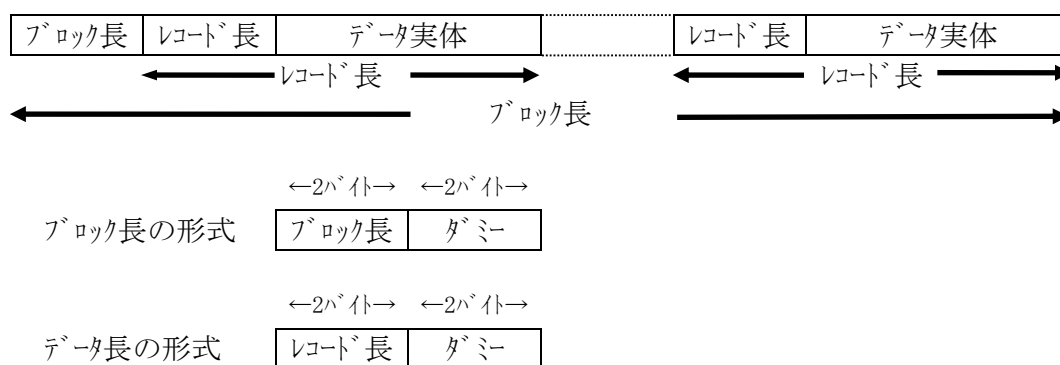 ﾌﾞﾛｯｸ長 ﾚｺｰﾄﾞ長 ﾃﾞｰﾀ実体 ﾚｺｰﾄﾞ長 ﾃﾞｰﾀ実体
ﾚｺｰﾄﾞ長 ﾚｺｰﾄﾞ長
ﾌﾞﾛｯｸ長
←2ﾊﾞｲﾄ→ ←2ﾊﾞｲﾄ→
ﾌﾞﾛｯｸ長の形式 ﾌﾞﾛｯｸ長 ﾀﾞﾐｰ
←2ﾊﾞｲﾄ→ ←2ﾊﾞｲﾄ→
ﾃﾞｰﾀ長の形式 ﾚｺｰﾄﾞ長 ﾀﾞﾐｰ